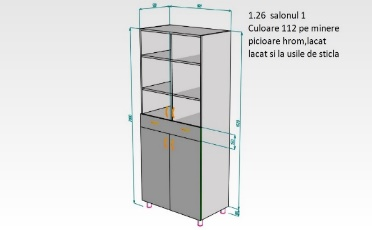 1.26 salonul 1
Culoare 112 pe minere
picioare hrom,lacat
lacat si la usile de sticla